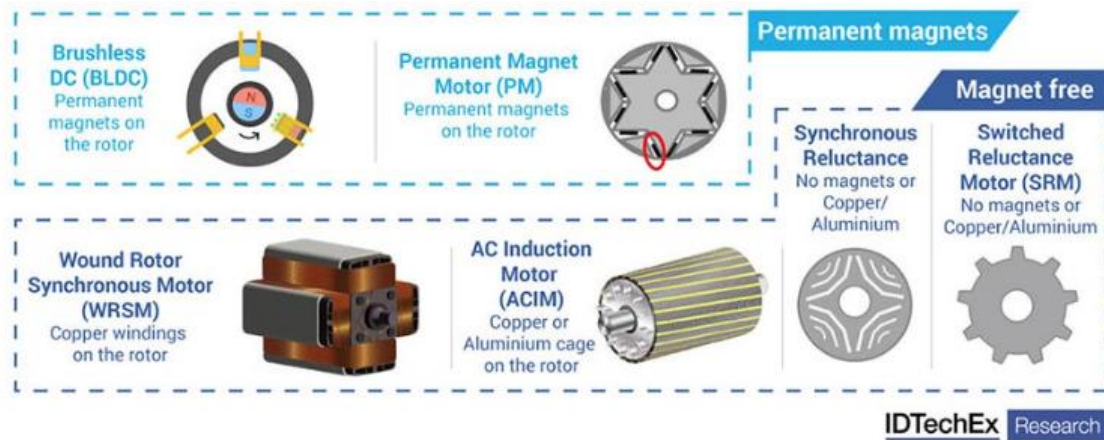 Permanent magnets
Brushless
DC (BLDC)
Permanent
magnets on
the rotor
N
S
Permanent Magnet
Motor (PM)
Permanent magnets
on the rotor
Magnet free
Synchronous
Reluctance
No magnets or
Copper/
Aluminium
Switched
Reluctance
Motor (SRM)
No magnets or
Copper/Aluminium
Wound Rotor
Synchronous Motor
(WRSM)
Copper windings
on the rotor
AC Induction
Motor
(ACIM)
Copper or
Aluminium cage
on the rotor
IDTechEx Research